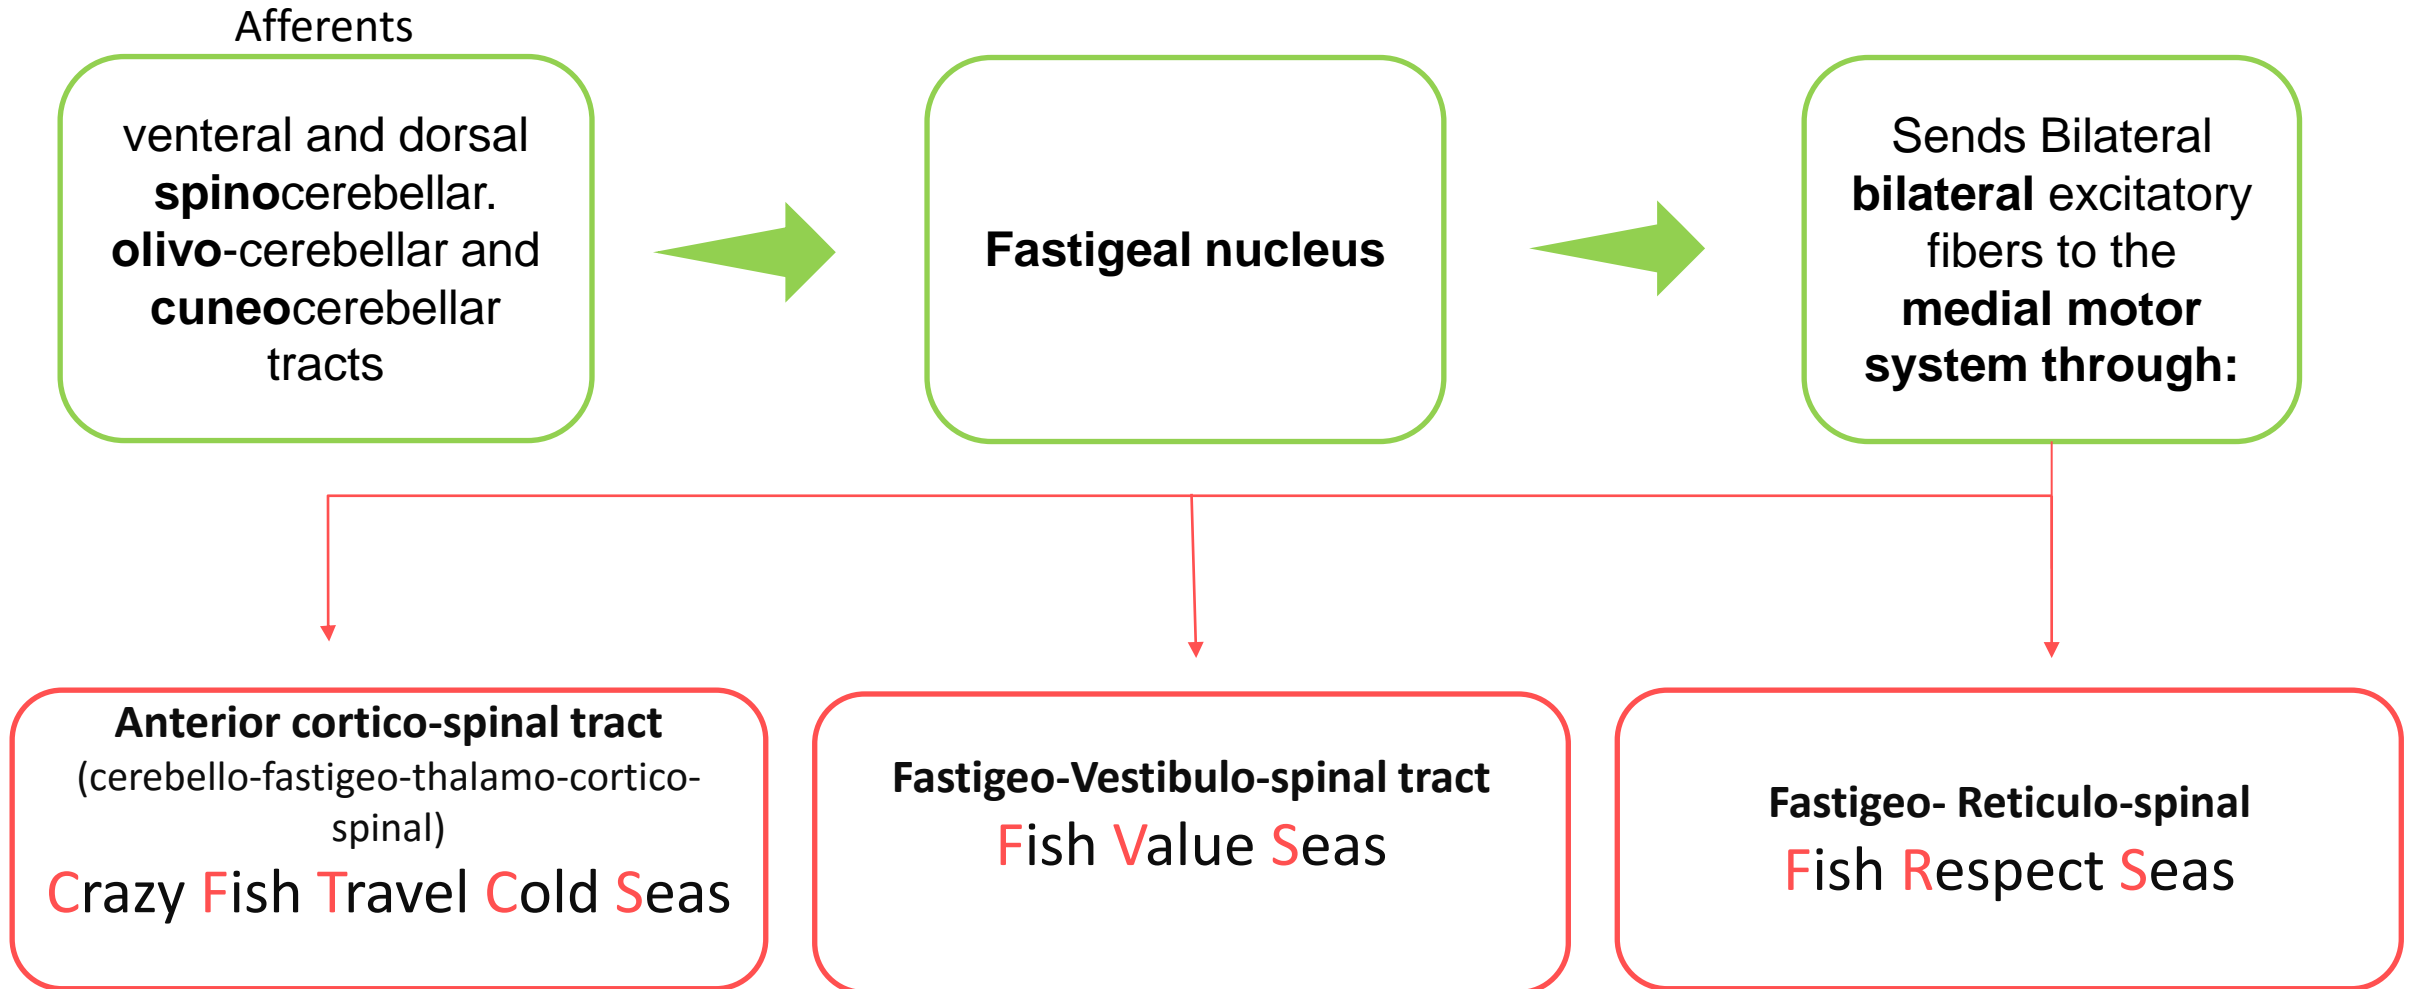 Afferents
venteral and dorsal
spinocerebellar.
olivo-cerebellar and
cuneocerebellar
tracts
Fastigeal nucleus
Sends Bilateral
bilateral excitatory
fibers to the
medial motor
system through:
Anterior cortico-spinal tract
(cerebello-fastigeo-thalamo-cortico-
spinal)
Crazy Fish Travel Cold Seas
Fastigeo-Vestibulo-spinal tract
Fish Value Seas
Fastigeo- Reticulo-spinal
Fish Respect Seas